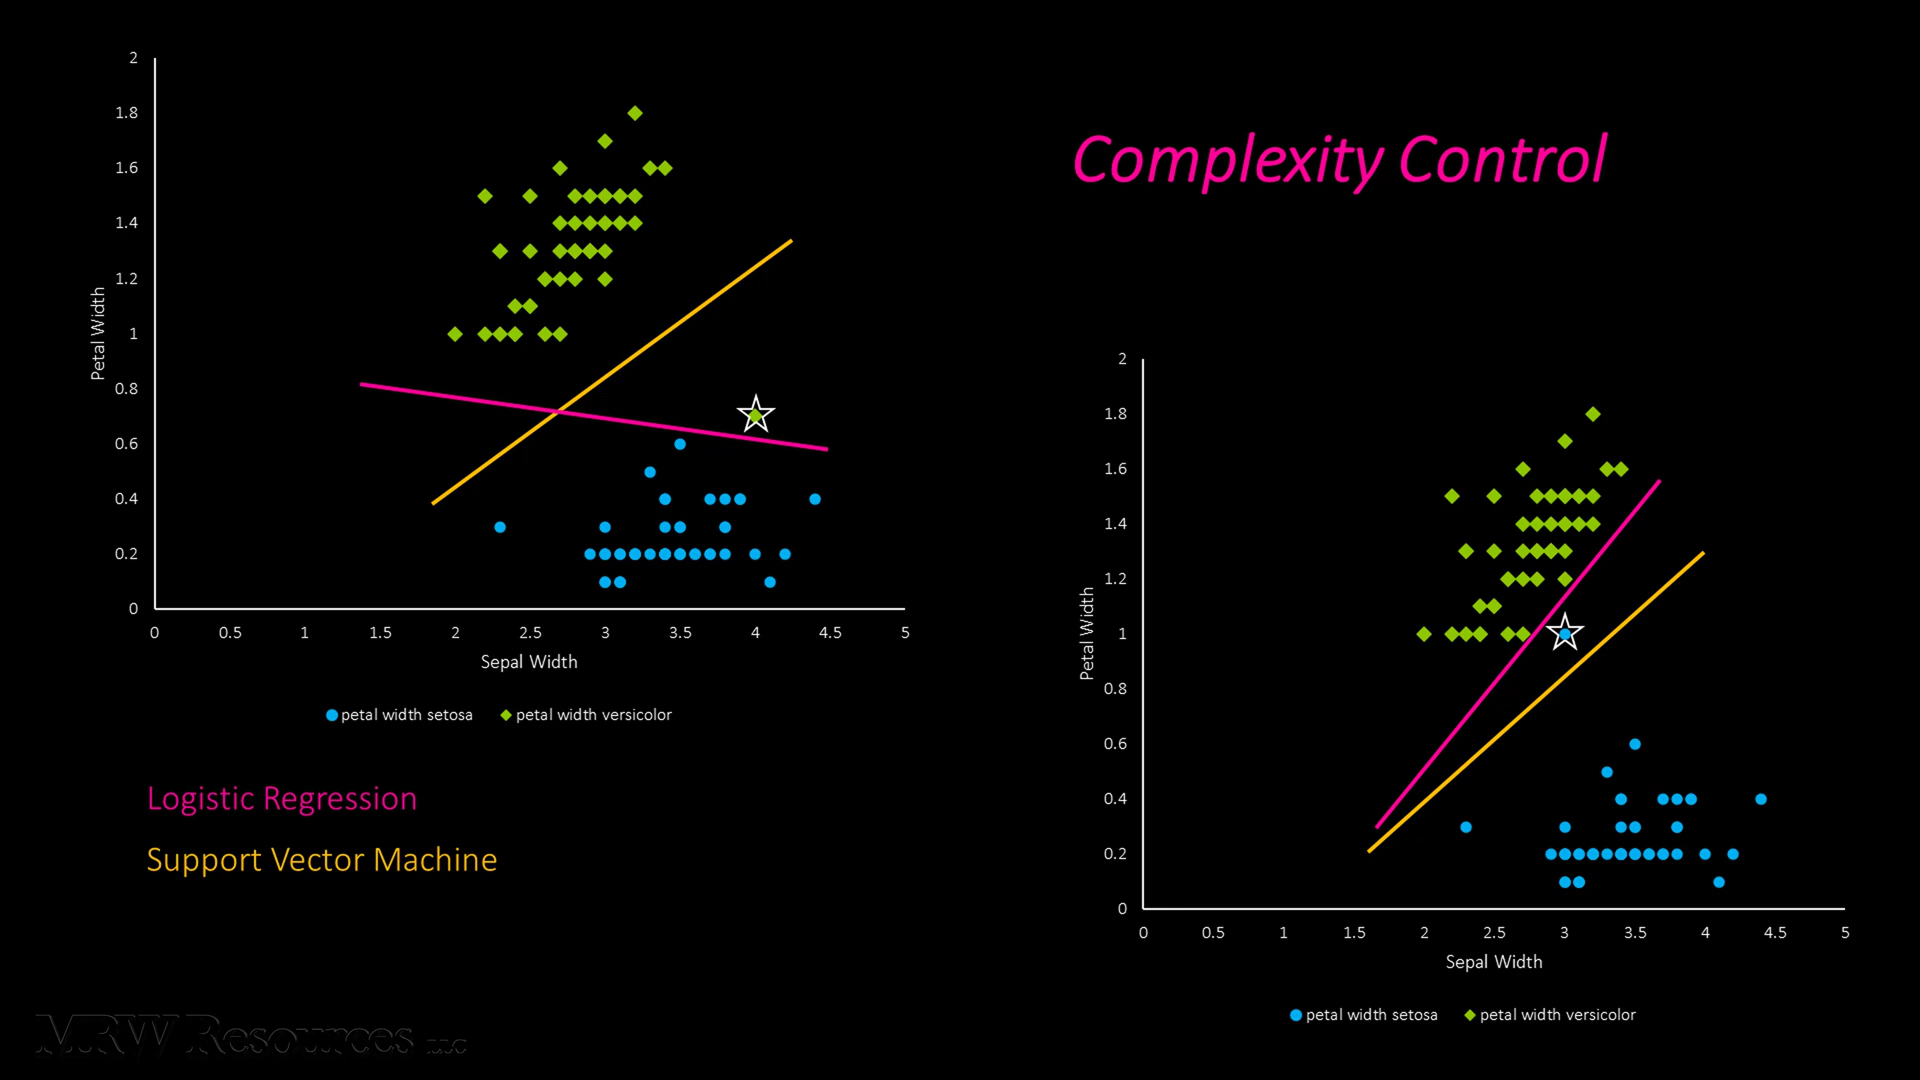 Complexity Control
2
1.8
1.6
1.4
1.2
1
0.8
0.6
0.4
0.2
0
Petal Width
0 0.5 1 1.5 2 2.5 3 3.5 4 4.5 5
Sepal Width
petal width setosa petal width versicolor
Logistic Regression
Support Vector Machine
2
1.8
1.6
1.4
1.2
1
0.8
0.6
0.4
0.2
0
Petal Width
0 0.5 1 1.5 2 2.5 3 3.5 4 4.5 5
Sepal Width
petal width setosa petal width versicolor
MRW Resources LLC